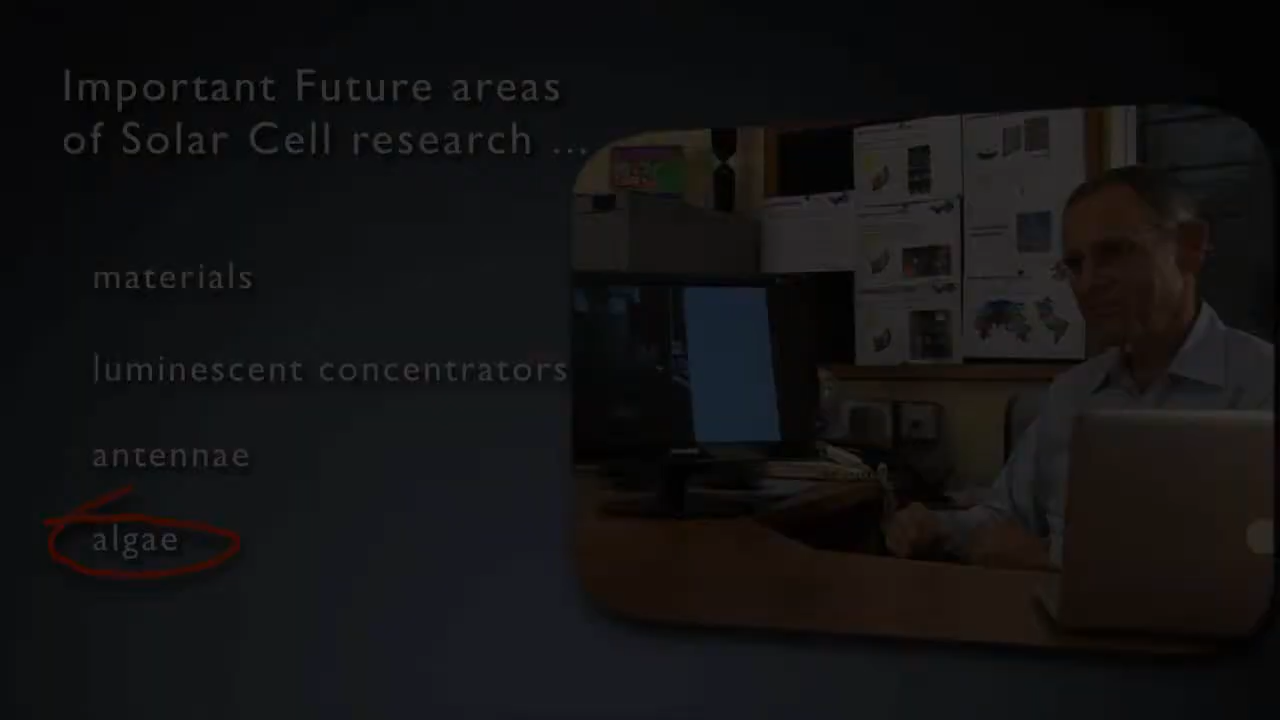 Important Future areas
of Solar Cell research ...
materials
luminescent concentrators
antennae
algae